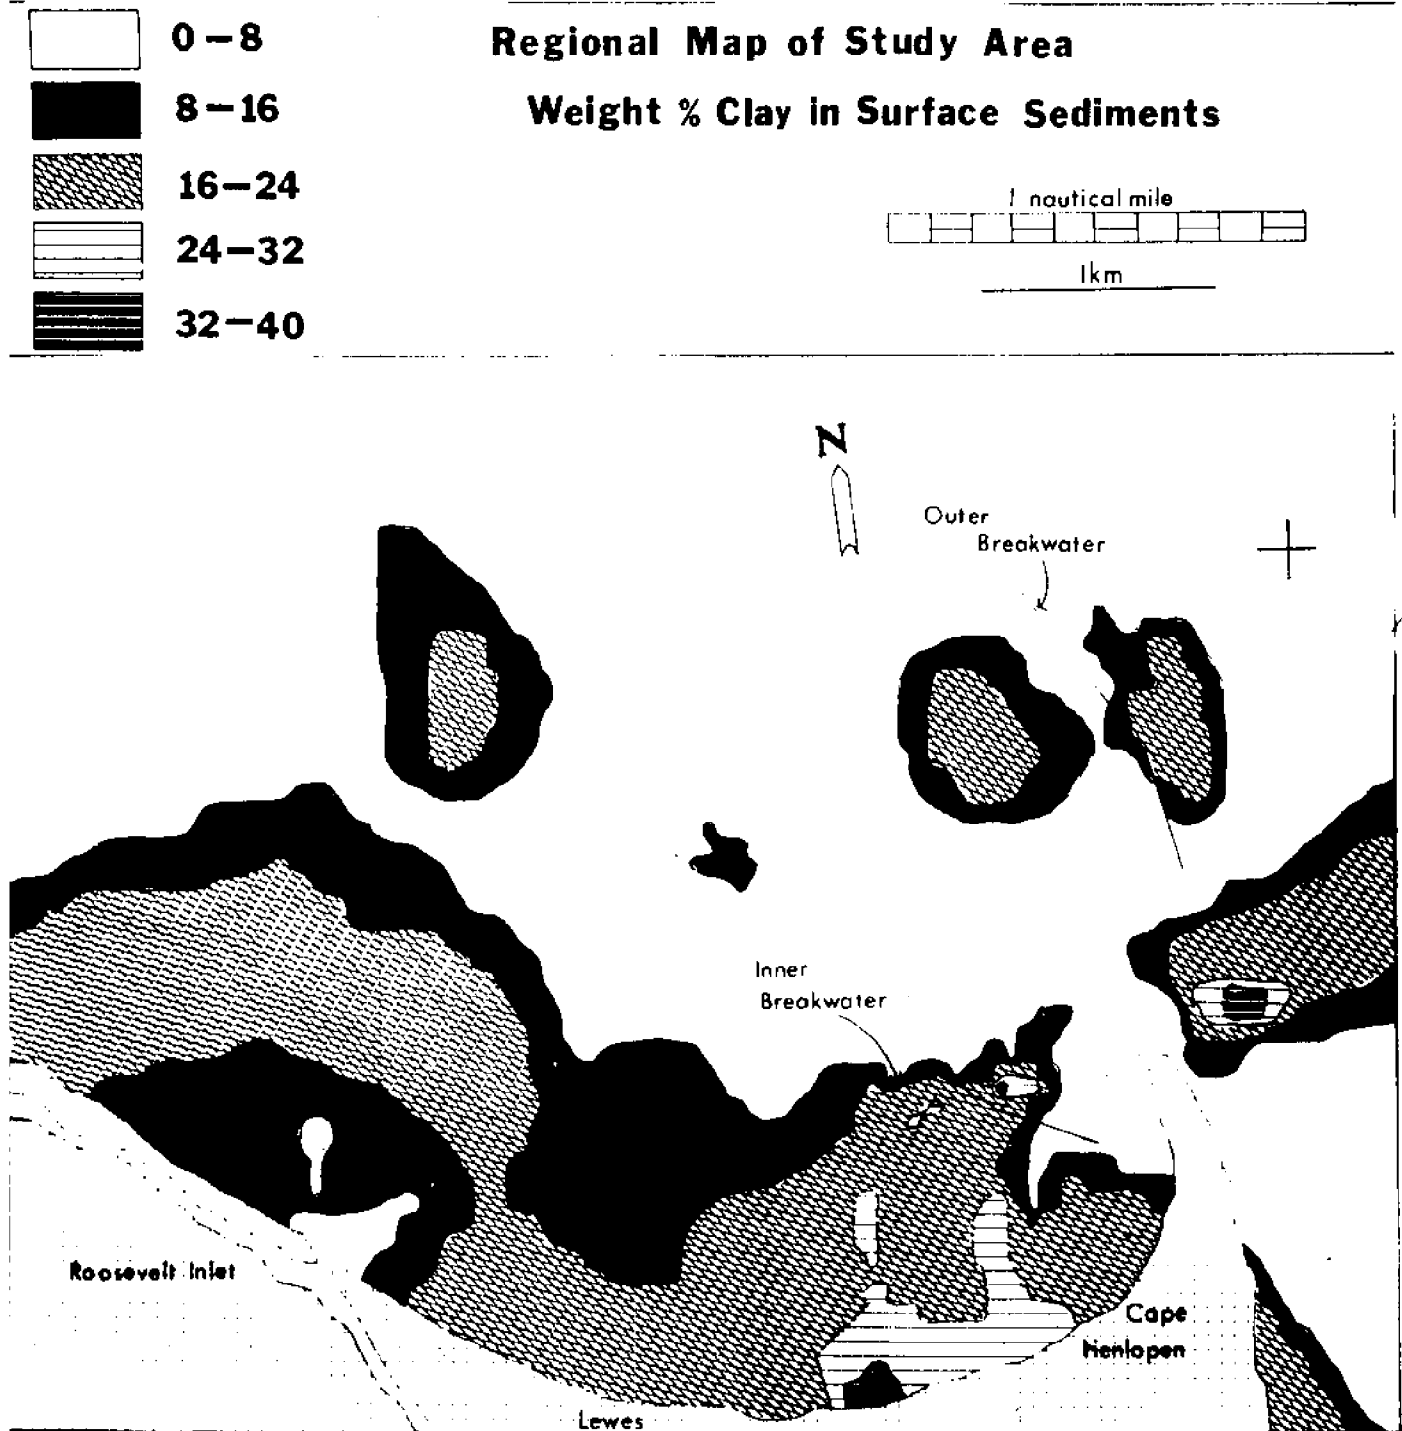 0-8
Regional Map of Study Area
8-16
Weight % Clay in Surface Sediments
16-24
1 nautical mile
24-32
1km
32-40
N
Outer
Breakwater
Inner
Breakwater
Roosevelt Inlet
Cape
Henlopen
Lewes